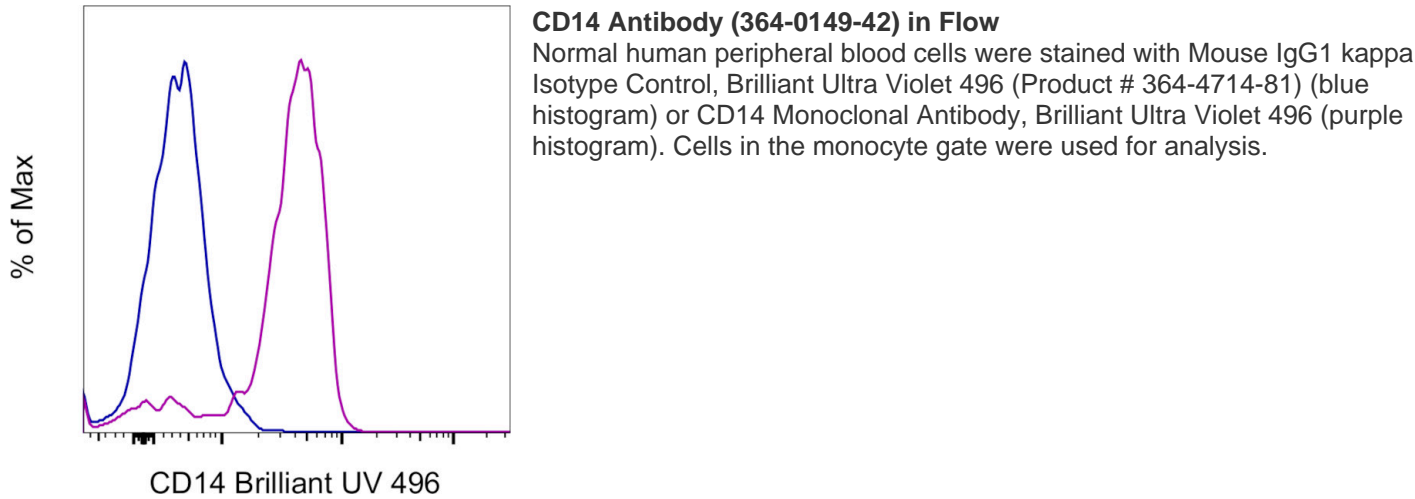 CD14 Antibody (364-0149-42) in Flow
Normal human peripheral blood cells were stained with Mouse IgG1 kappa
Isotype Control, Brilliant Ultra Violet 496 (Product # 364-4714-81) (blue
histogram) or CD14 Monoclonal Antibody, Brilliant Ultra Violet 496 (purple
histogram). Cells in the monocyte gate were used for analysis.
% of Max
CD14 Brilliant UV 496